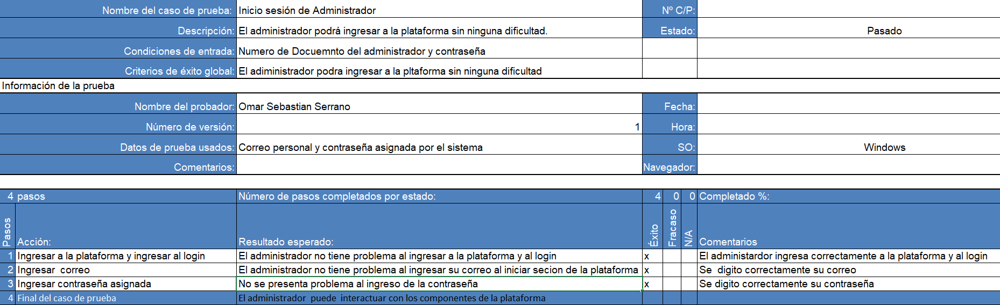 Nombre del caso de prueba: Inicio sesión de Administrador Nº C/P:
Descripción: El administrador podrá ingresar a la plataforma sin ninguna dificultad. Estado: Pasado
Condiciones de entrada: Numero de Docuemnto del administrador y contraseña
Criterios de éxito global: El adiministrador podra ingresar a la pltaforma sin ninguna dificultad
Información de la prueba
Nombre del probador: Omar Sebastian Serrano Fecha:
Número de versión: 1 Hora:
Datos de prueba usados: Correo personal y contraseña asignada por el sistema SO: Windows
Comentarios: Navegador:
4 pasos Número de pasos completados por estado: 4 0 0 Completado %:
Pasos Acción: Resultado esperado: Éxito Fracaso N/A Comentarios
1 Ingresar a la plataforma y ingresar al login El administrador no tiene problema al ingresar a la plataforma y al login x El administardor ingresa correctamente a la plataforma y al login
2 Ingresar correo El administrador no tiene problema al ingresar su correo al iniciar secion de la plataforma x Se digito correctamente su correo
3 Ingresar contraseña asignada No se presenta problema al ingreso de la contraseña x Se digito correctamente su contraseña
4 Final del caso de prueba El administrador puede interactuar con los componentes de la plataforma